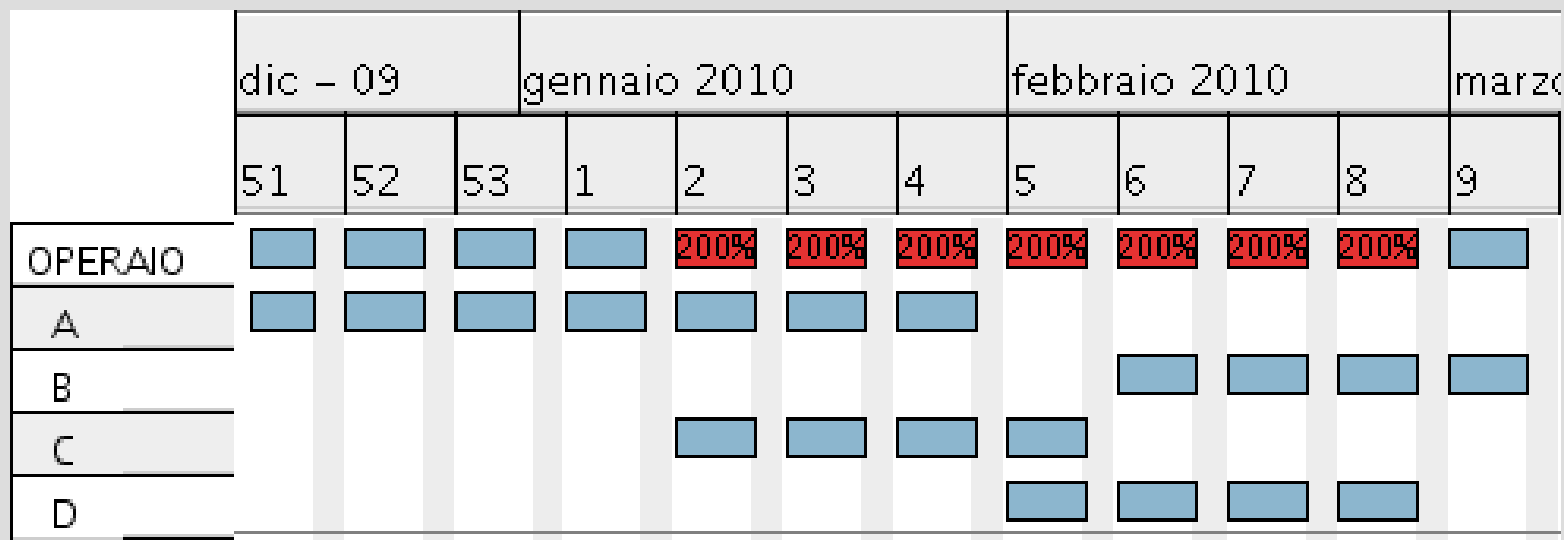 dic – 09 gennaio 2010 febbraio 2010
51 52 53 1 2 3 4 5 6 7 8 9
OPERAIO 200% 200% 200% 200% 200% 200% 200%
A
B
C
D